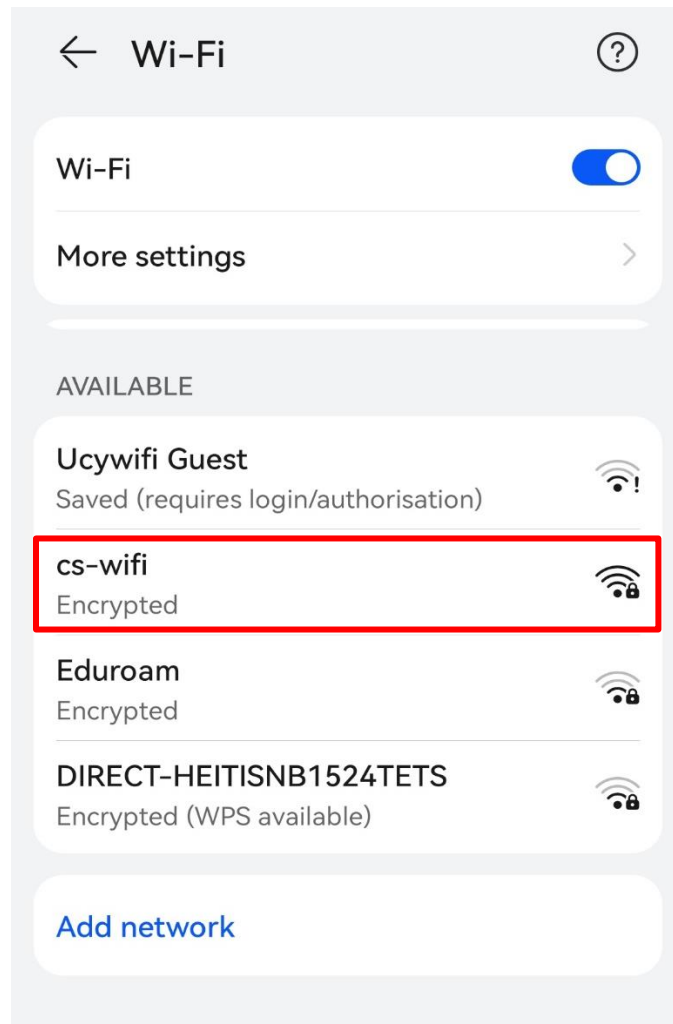 Wi-Fi
Wi-Fi
More settings
AVAILABLE
Ucywifi Guest
Saved (requires login/authorisation)
cs-wifi
Encrypted
Eduroam
Encrypted
DIRECT-HEITISNB1524TETS
Encrypted (WPS available)
Add network